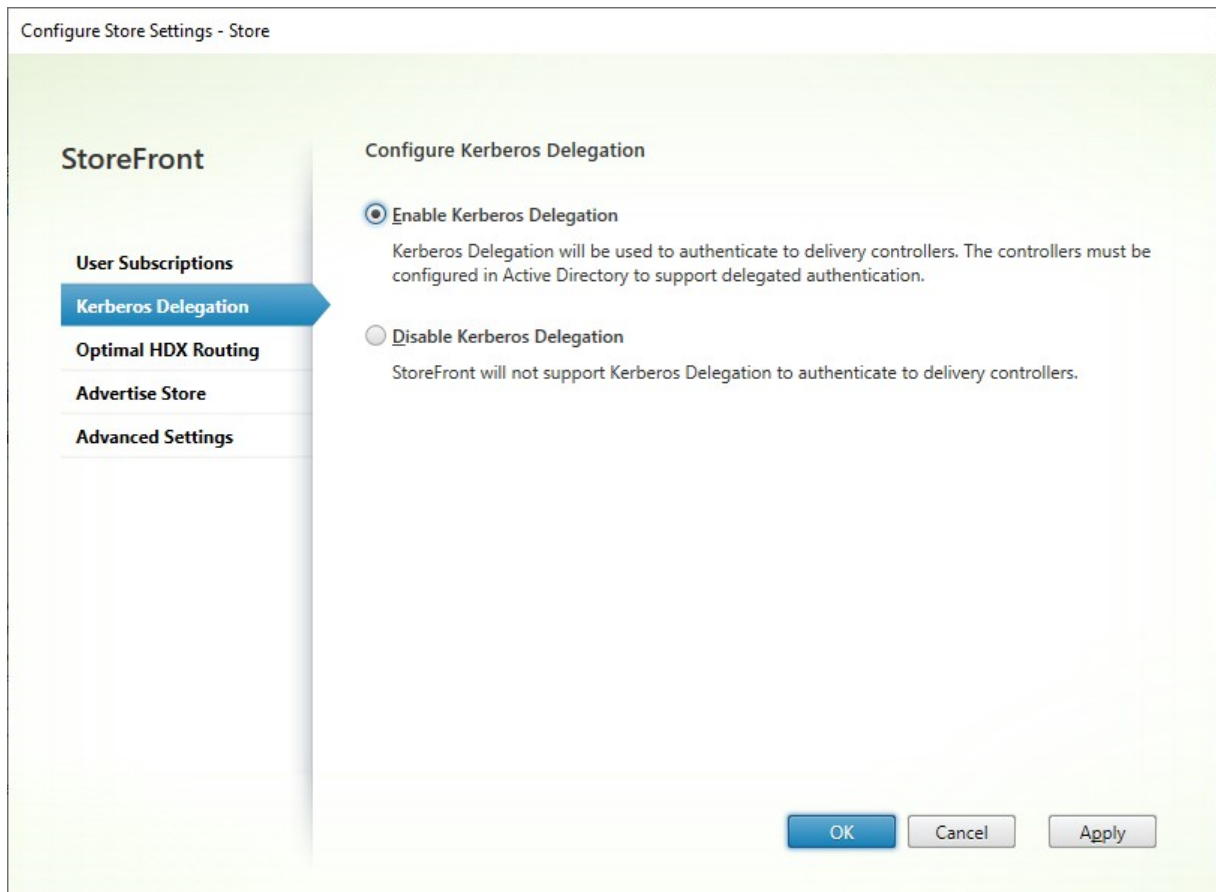 Configure Store Settings - Store
StoreFront
User Subscriptions
Kerberos Delegation
Optimal HDX Routing
Advertise Store
Advanced Settings
Configure Kerberos Delegation
Enable Kerberos Delegation
Kerberos Delegation will be used to authenticate to delivery controllers. The controllers must be
configured in Active Directory to support delegated authentication.
Disable Kerberos Delegation
StoreFront will not support Kerberos Delegation to authenticate to delivery controllers.
OK
Cancel
Apply